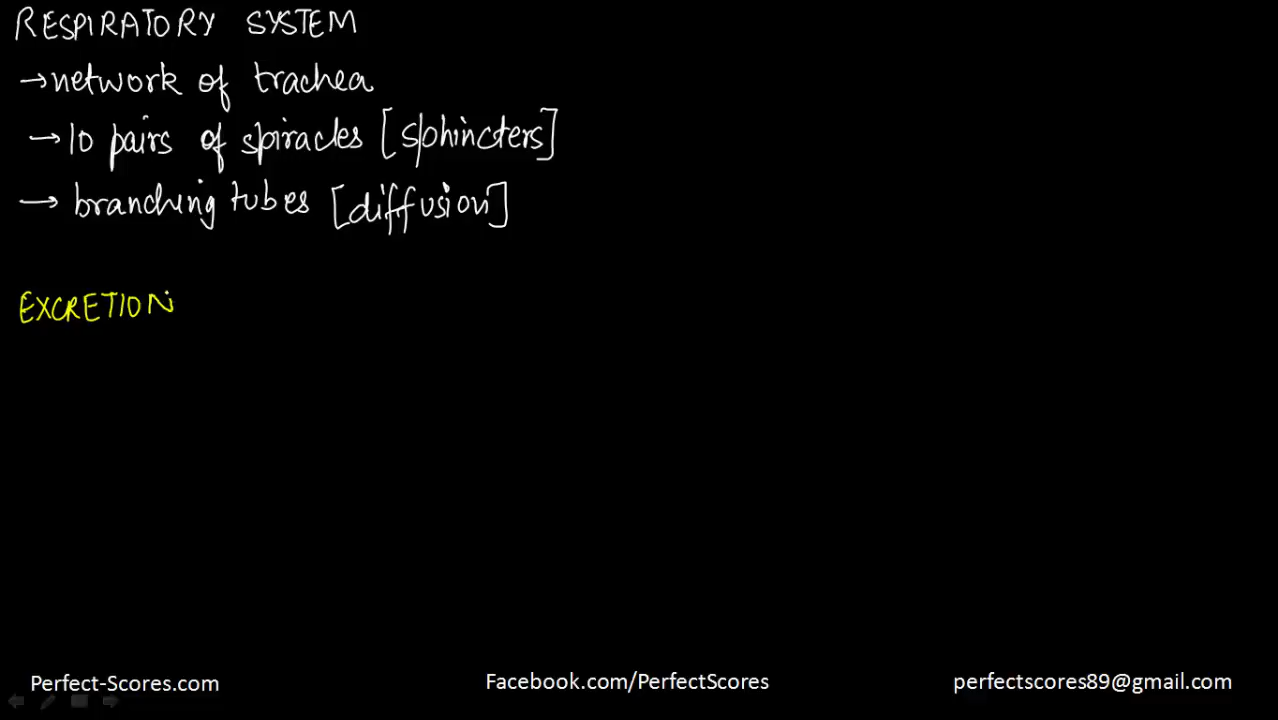 RESPIRATORY SYSTEM
→network of trachea
→10 pairs of spiracles [sphincters]
→ branching tubes [diffusion]
EXCRETION
Perfect-Scores.com
Facebook.com/PerfectScores
perfectscores89@gmail.com